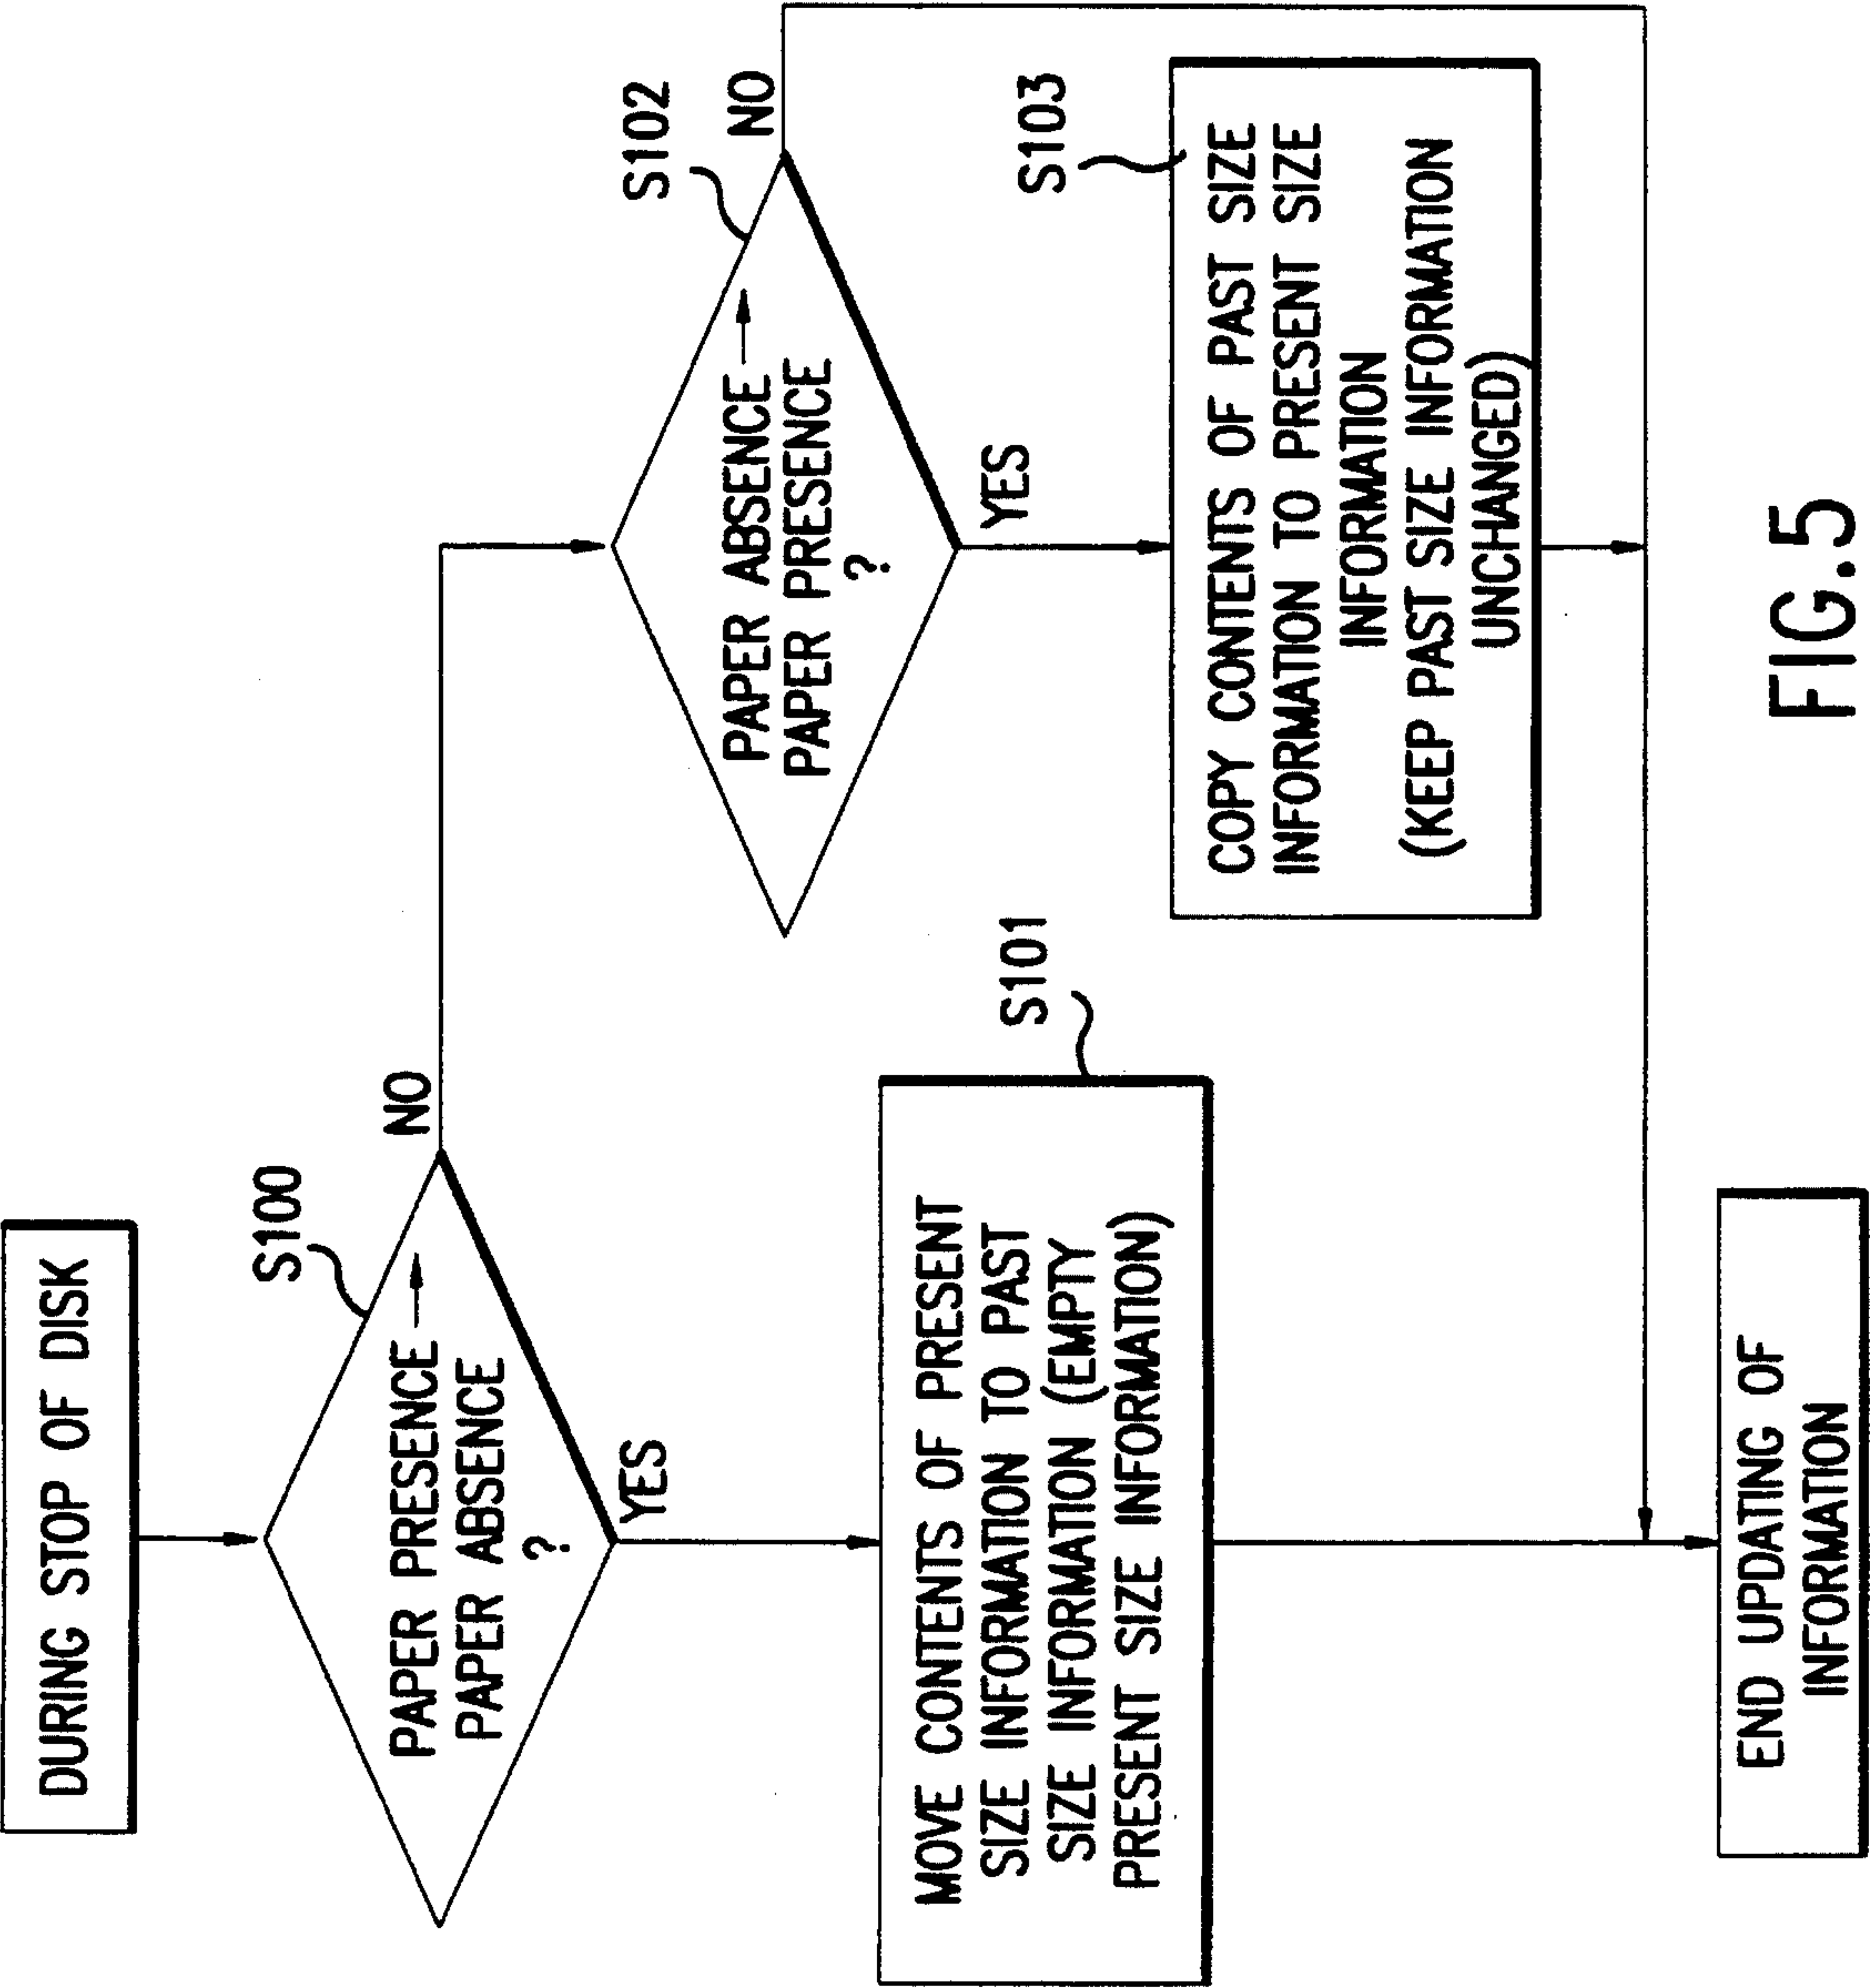 DURING STOP OF DISK
S100
PAPER PRESENCE →
PAPER ABSENCE
?
NO
YES
S101
MOVE CONTENTS OF PRESENT
SIZE INFORMATION TO PAST
SIZE INFORMATION (EMPTY
PRESENT SIZE INFORMATION)
S102
PAPER ABSENCE →
PAPER PRESENCE
?
NO
YES
S103
COPY CONTENTS OF PAST SIZE
INFORMATION TO PRESENT SIZE
INFORMATION
(KEEP PAST SIZE INFORMATION
UNCHANGED)
END UPDATING OF
INFORMATION
FIG.5